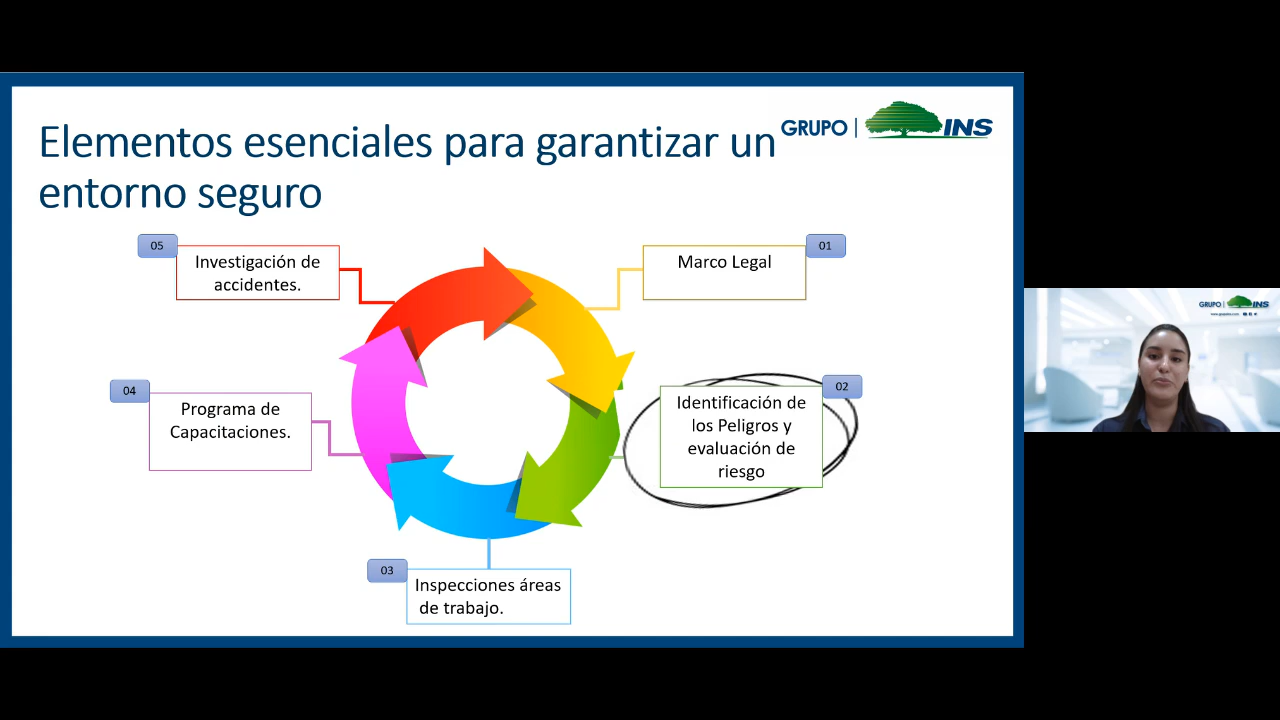 Elementos esenciales para garantizar un
entorno seguro
GRUPO INS
05
Investigación de
accidentes.
01
Marco Legal
04
Programa de
Capacitaciones.
02
Identificación de
los Peligros y
evaluación de
riesgo
03
Inspecciones áreas
de trabajo.
GRUPO INS